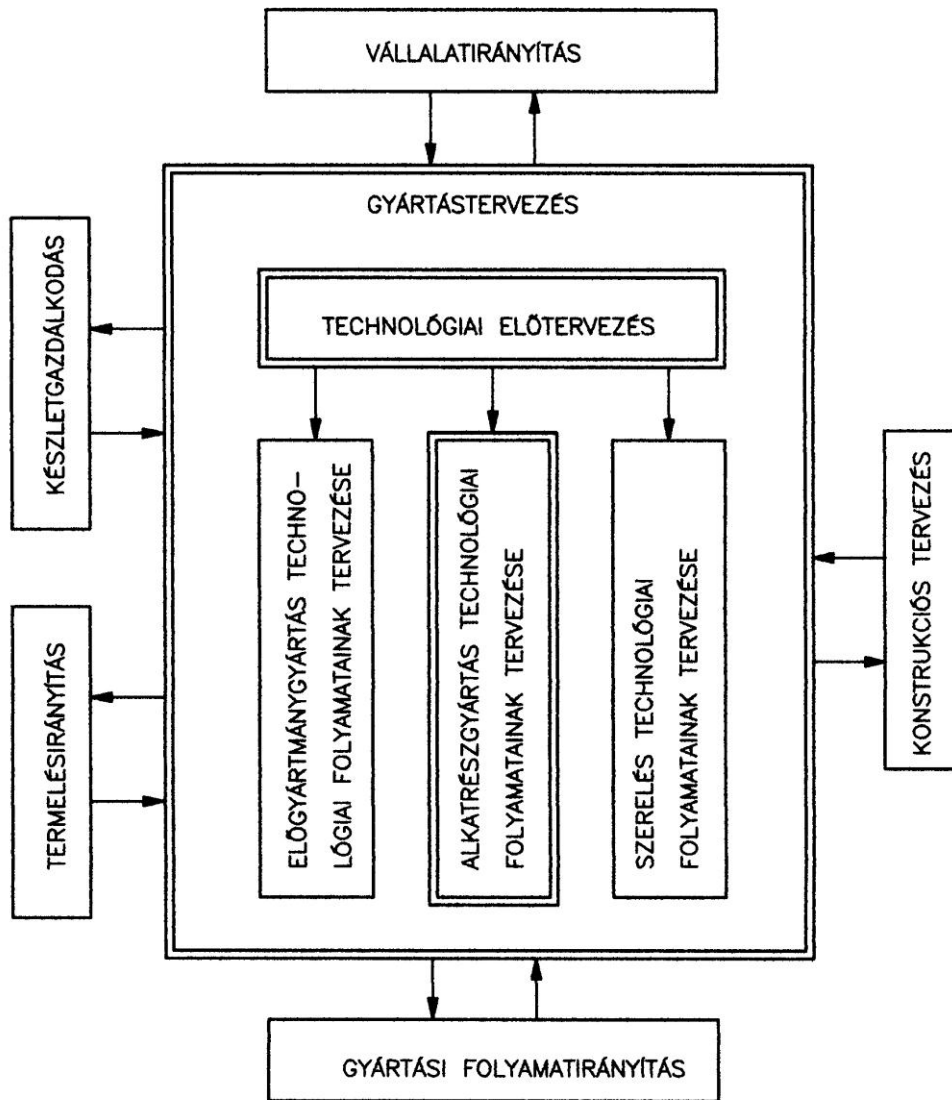 VÁLLALATIRÁNYÍTÁS
GYÁRTÁSTERVEZÉS
TECHNOLÓGIAI ELŐTERVEZÉS
KÉSZLETGAZDÁLKODÁS
TERMELÉSIRÁNYÍTÁS
ELŐGYÁRTMÁNYGYÁRTÁS TECHNO-
LÓGIAI FOLYAMATAINAK TERVEZÉSE
ALKATRÉSZGYÁRTÁS TECHNOLÓGIAI
FOLYAMATAINAK TERVEZÉSE
SZERELÉS TECHNOLÓGIAI
FOLYAMATAINAK TERVEZÉSE
KONSTRUKCIÓS TERVEZÉS
GYÁRTÁSI FOLYAMATIRÁNYÍTÁS